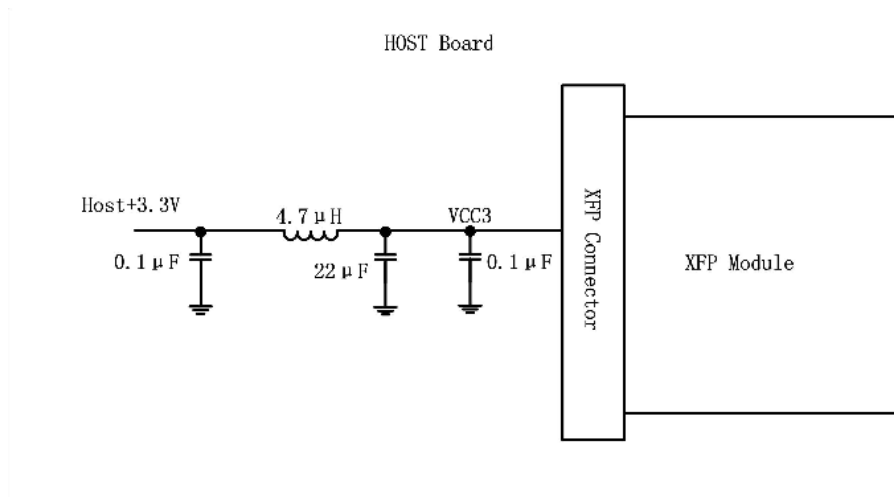 HOST Board
Host+3.3V
4.7μH
VCC3
0.1μF
22μF
0.1μF
XFP Connector
XFP Module